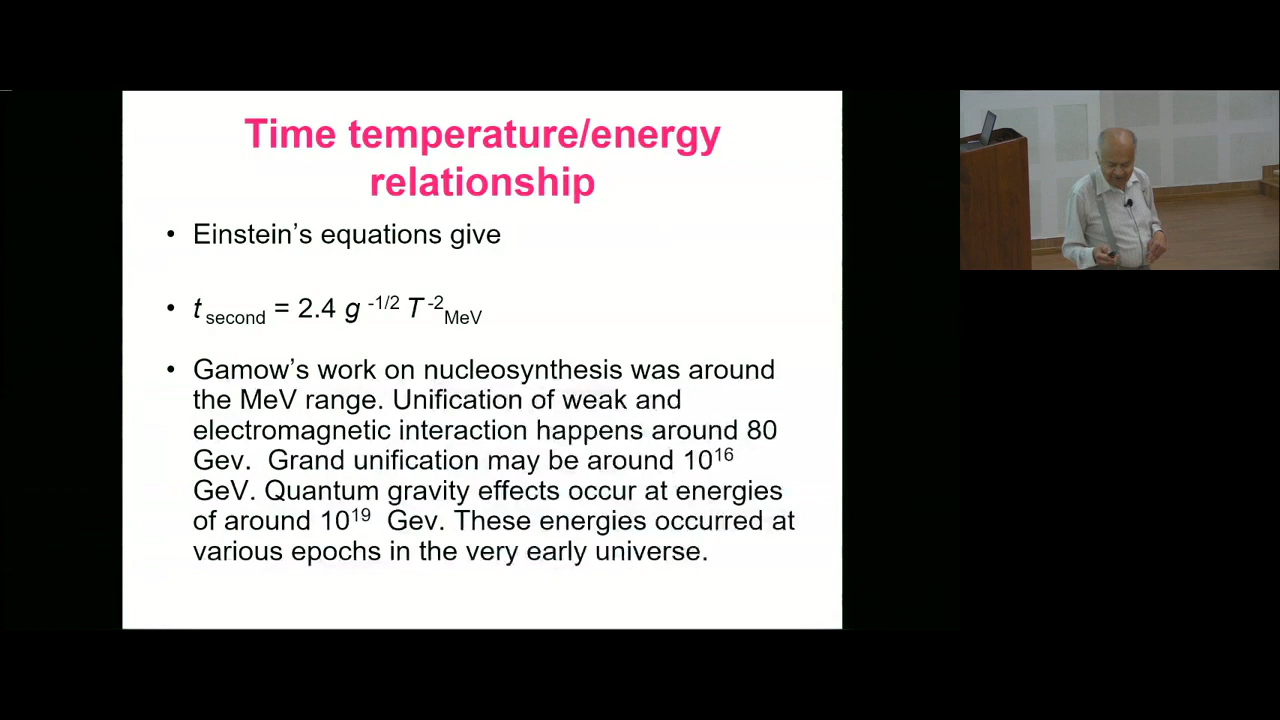 Time temperature/energy
relationship
• Einstein’s equations give
• t second = 2.4 g -1/2 T -2 MeV
• Gamow’s work on nucleosynthesis was around
the MeV range. Unification of weak and
electromagnetic interaction happens around 80
Gev. Grand unification may be around 10¹⁶
GeV. Quantum gravity effects occur at energies
of around 10¹⁹ Gev. These energies occurred at
various epochs in the very early universe.